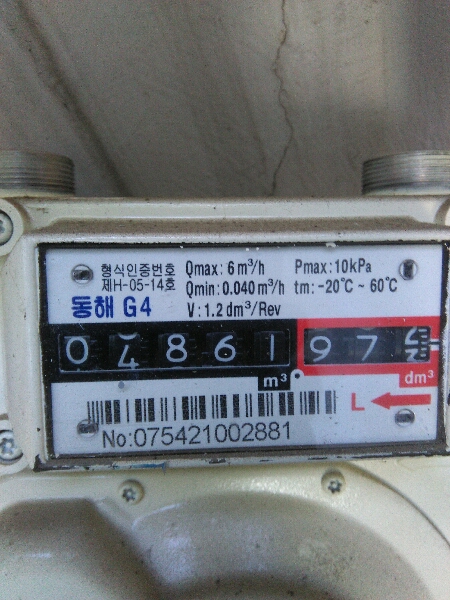 형식인증번호 Qmax: 6 m³/h Pmax: 10kPa
제H-05-14호 Qmin: 0.040 m³/h tm: -20°C ~ 60°C
동해 G4 V: 1.2 dm³/Rev
0 4 8 6 1 9 7
m³ dm³
L
No: 075421002881